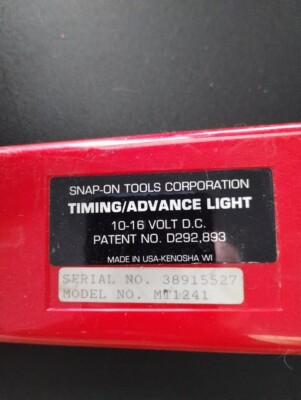 SNAP-ON TOOLS CORPORATION
TIMING/ADVANCE LIGHT
10-16 VOLT D.C.
PATENT NO. D292,893
MADE IN USA-KENOSHA WI
SERIAL NO. 38915527
MODEL NO. MT1241